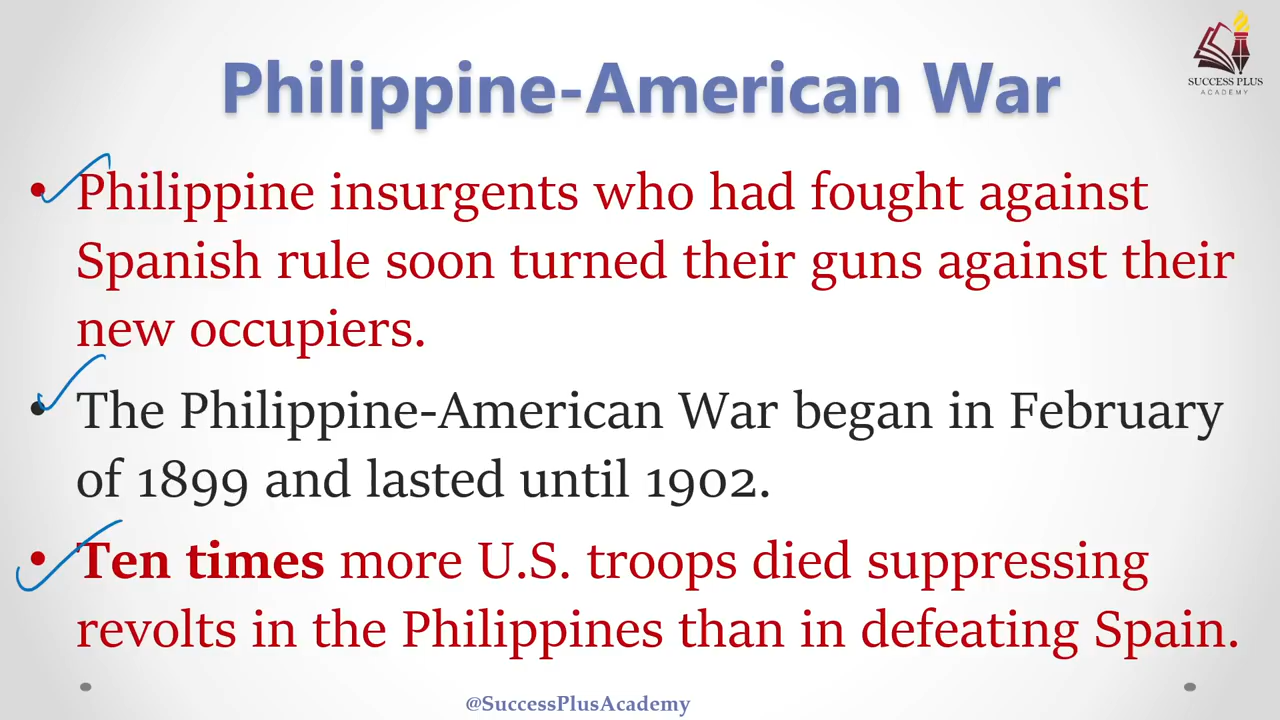 SUCCESS PLUS
ACADEMY
Philippine-American War
• Philippine insurgents who had fought against
Spanish rule soon turned their guns against their
new occupiers.
• The Philippine-American War began in February
of 1899 and lasted until 1902.
• Ten times more U.S. troops died suppressing
revolts in the Philippines than in defeating Spain.
@SuccessPlusAcademy